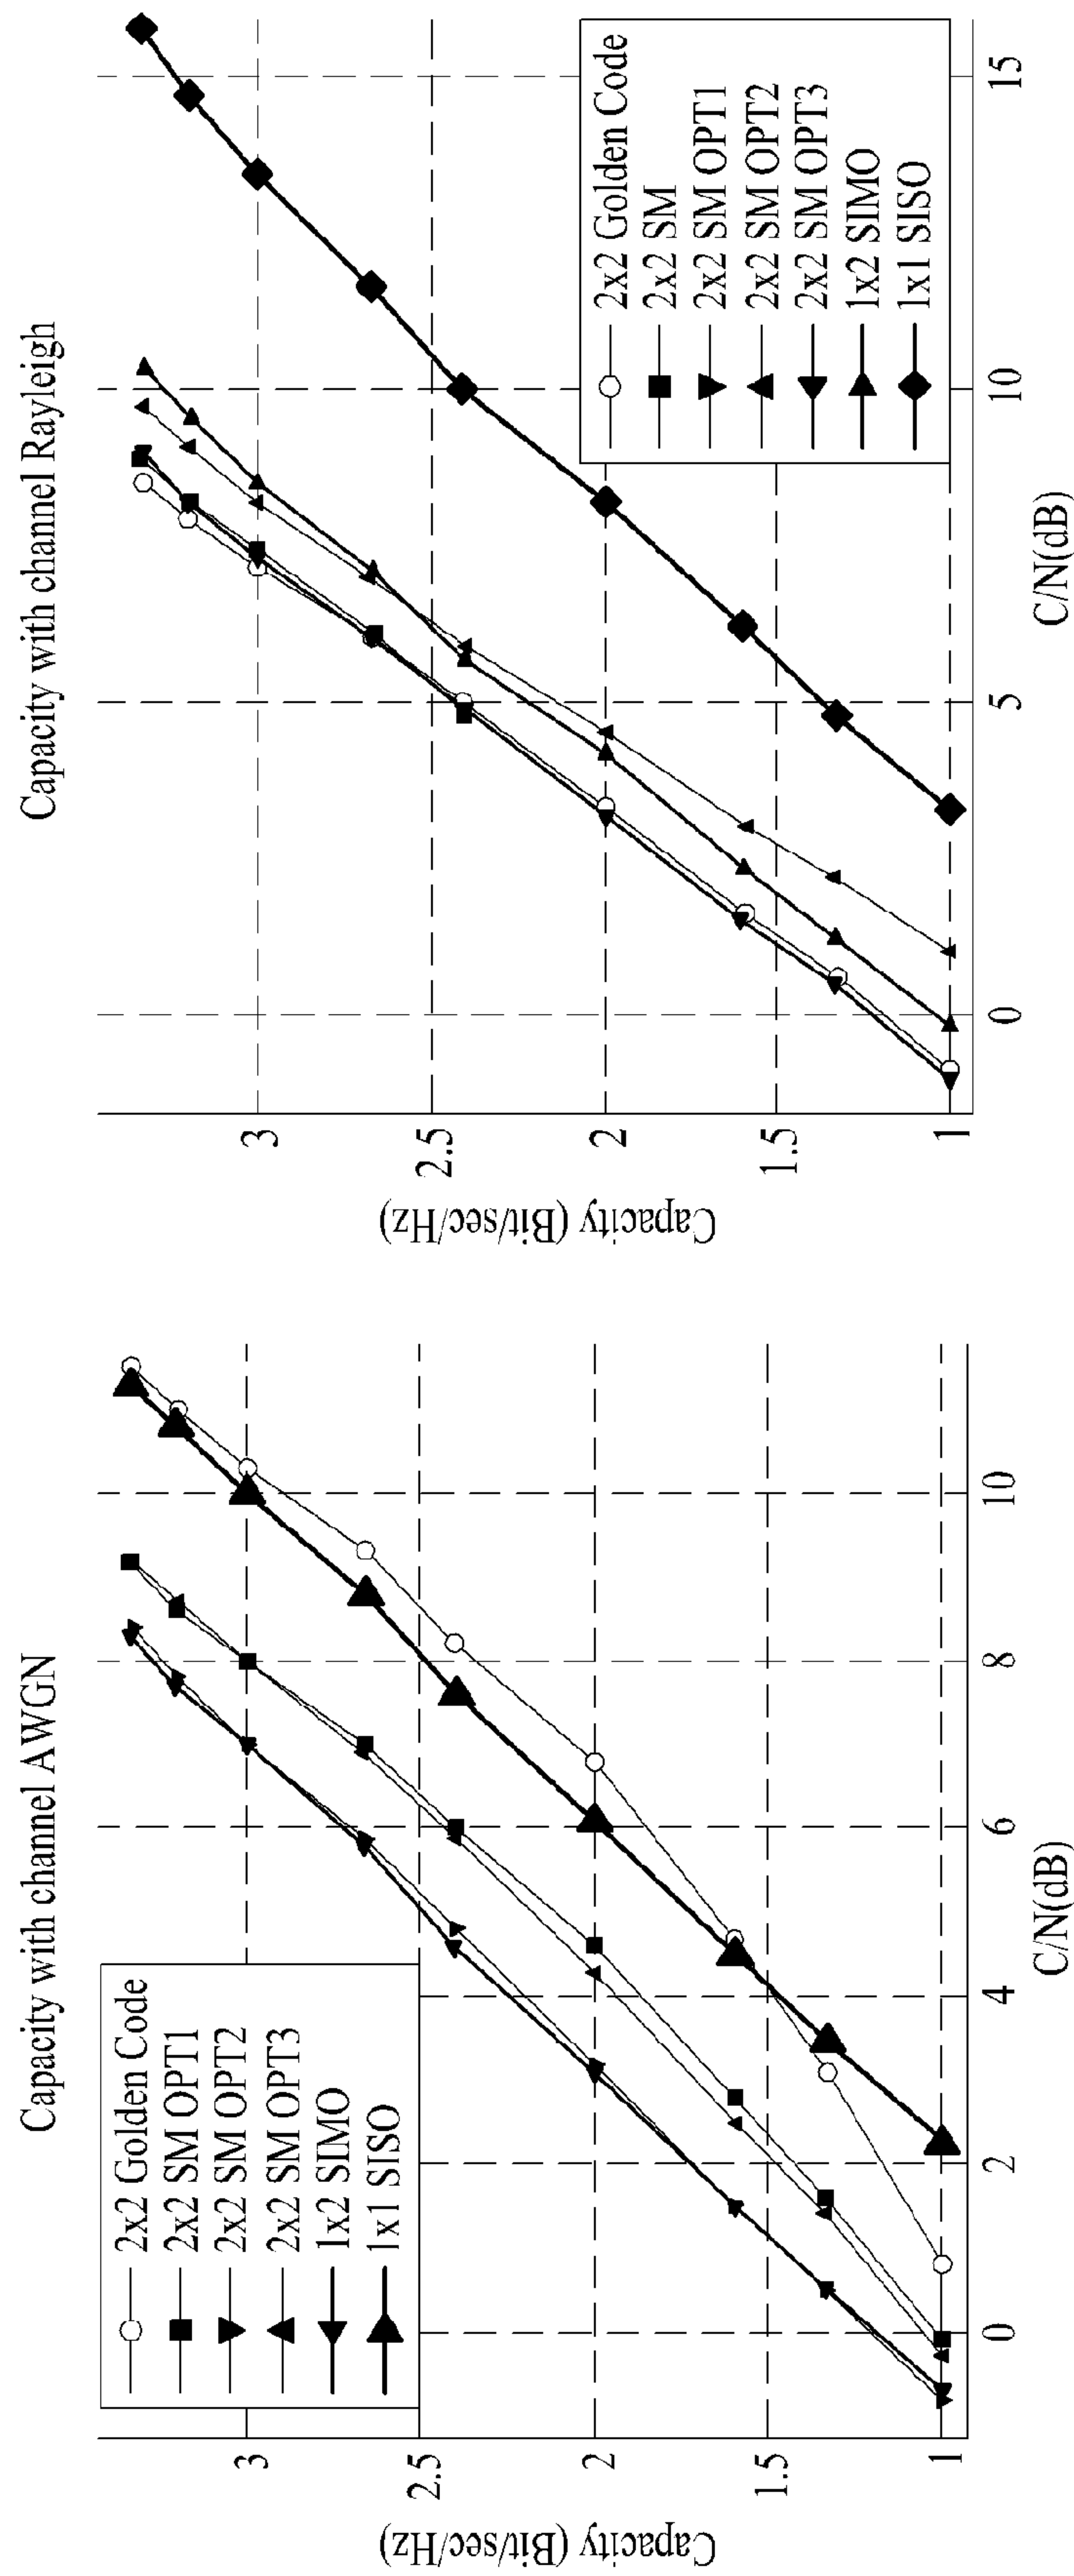 Capacity with channel AWGN
Capacity (Bit/sec/Hz)
3
2.5
2
1.5
1
0
2
4
6
8
10
C/N(dB)
2x2 Golden Code
2x2 SM OPT1
2x2 SM OPT2
2x2 SM OPT3
1x2 SIMO
1x1 SISO
Capacity with channel Rayleigh
Capacity (Bit/sec/Hz)
3
2.5
2
1.5
1
0
5
10
15
C/N(dB)
2x2 Golden Code
2x2 SM
2x2 SM OPT1
2x2 SM OPT2
2x2 SM OPT3
1x2 SIMO
1x1 SISO